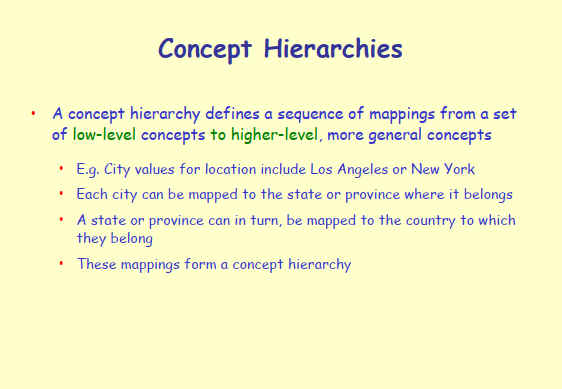 Concept Hierarchies
• A concept hierarchy defines a sequence of mappings from a set
of low-level concepts to higher-level, more general concepts
• E.g. City values for location include Los Angeles or New York
• Each city can be mapped to the state or province where it belongs
• A state or province can in turn, be mapped to the country to which
they belong
• These mappings form a concept hierarchy